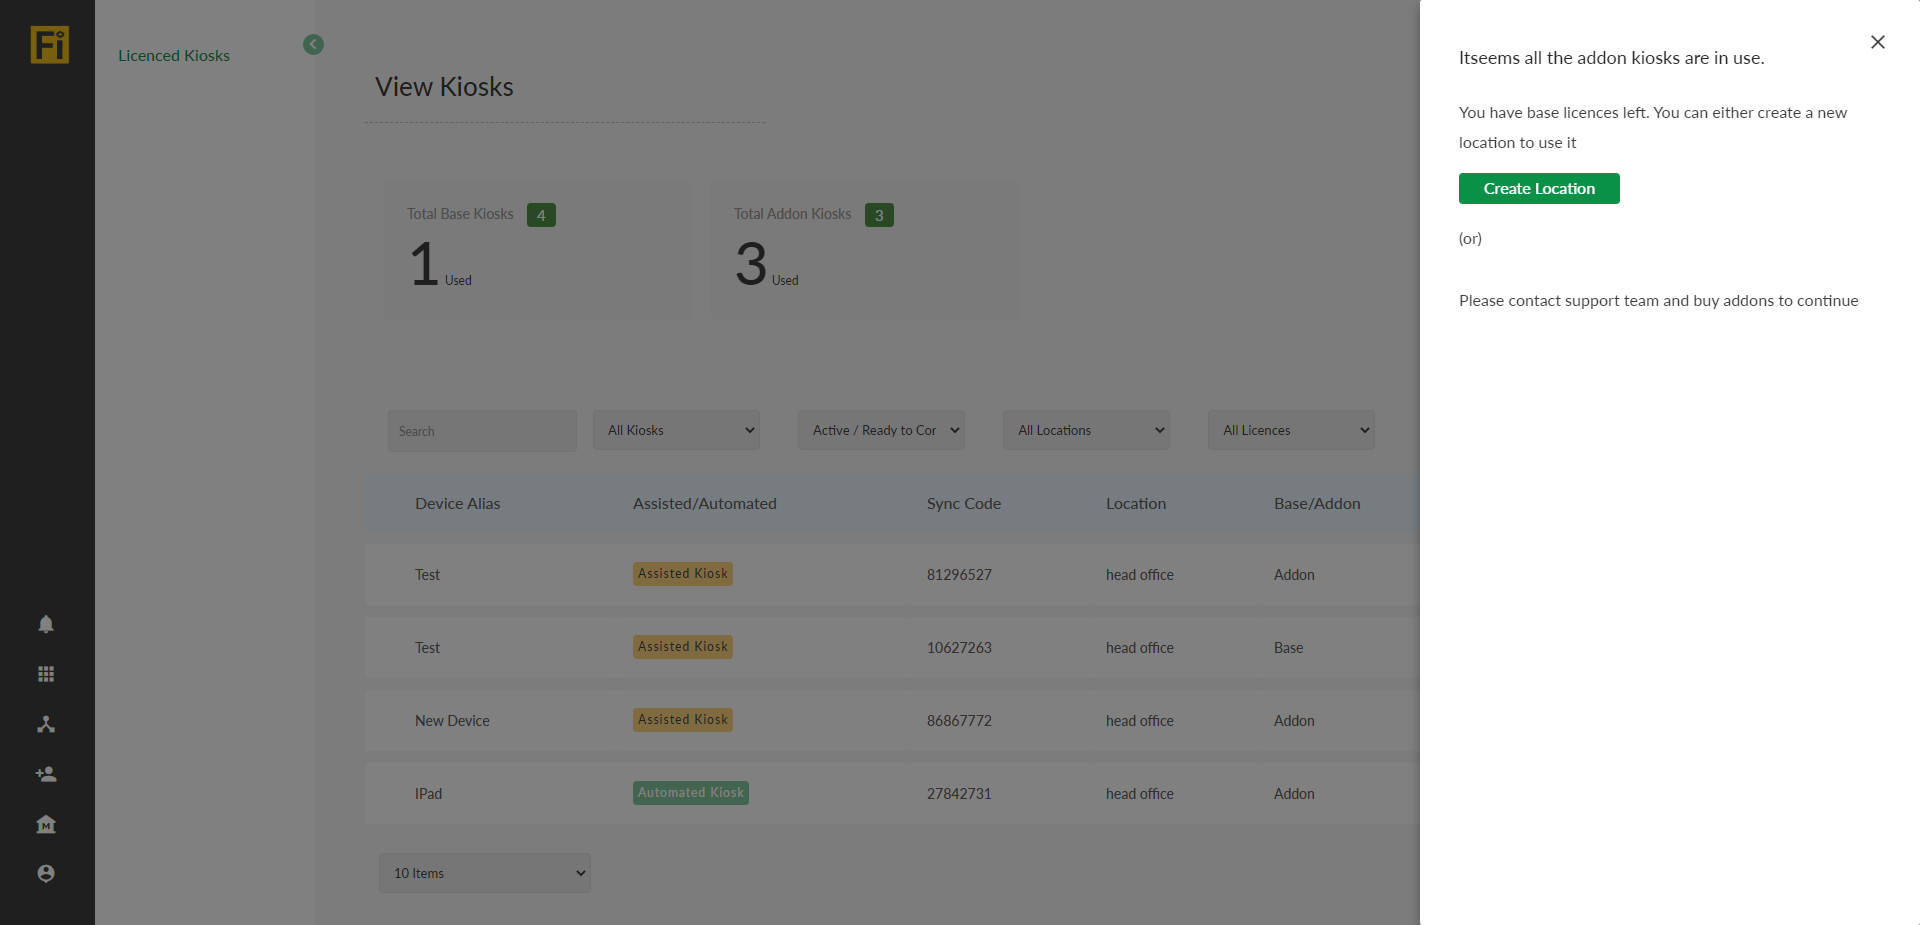 Fi
Licenced Kiosks
View Kiosks
Total Base Kiosks 4
1 Used
Total Addon Kiosks 3
3 Used
Search
All Kiosks
Active / Ready to Cor
All Locations
All Licences
Device Alias Assisted/Automated Sync Code Location Base/Addon
Test Assisted Kiosk 81296527 head office Addon
Test Assisted Kiosk 10627263 head office Base
New Device Assisted Kiosk 86867772 head office Addon
IPad Automated Kiosk 27842731 head office Addon
10 Items
Itseems all the addon kiosks are in use.
You have base licences left. You can either create a new
location to use it
Create Location
(or)
Please contact support team and buy addons to continue